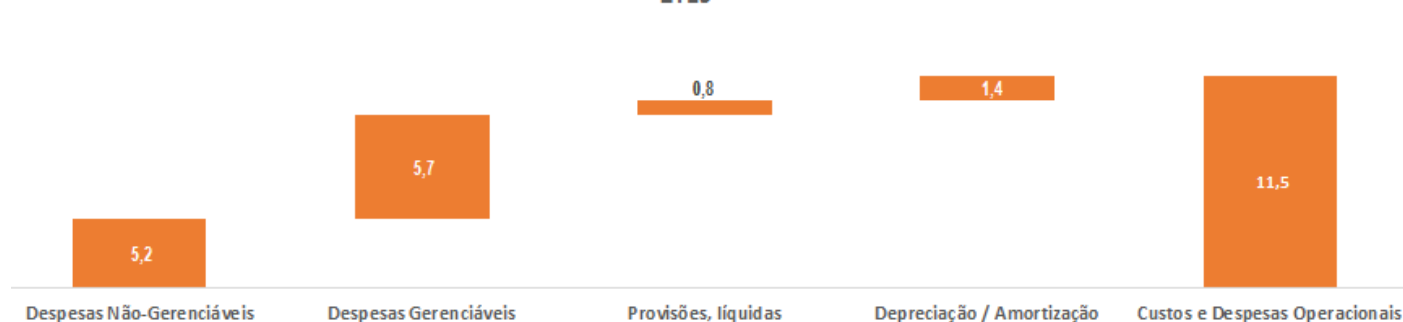 0,8
1,4
5,7
11,5
5,2
Despesas Não-Gerenciáveis
Despesas Gerenciáveis
Provisões, líquidas
Depreciação / Amortização
Custos e Despesas Operacionais